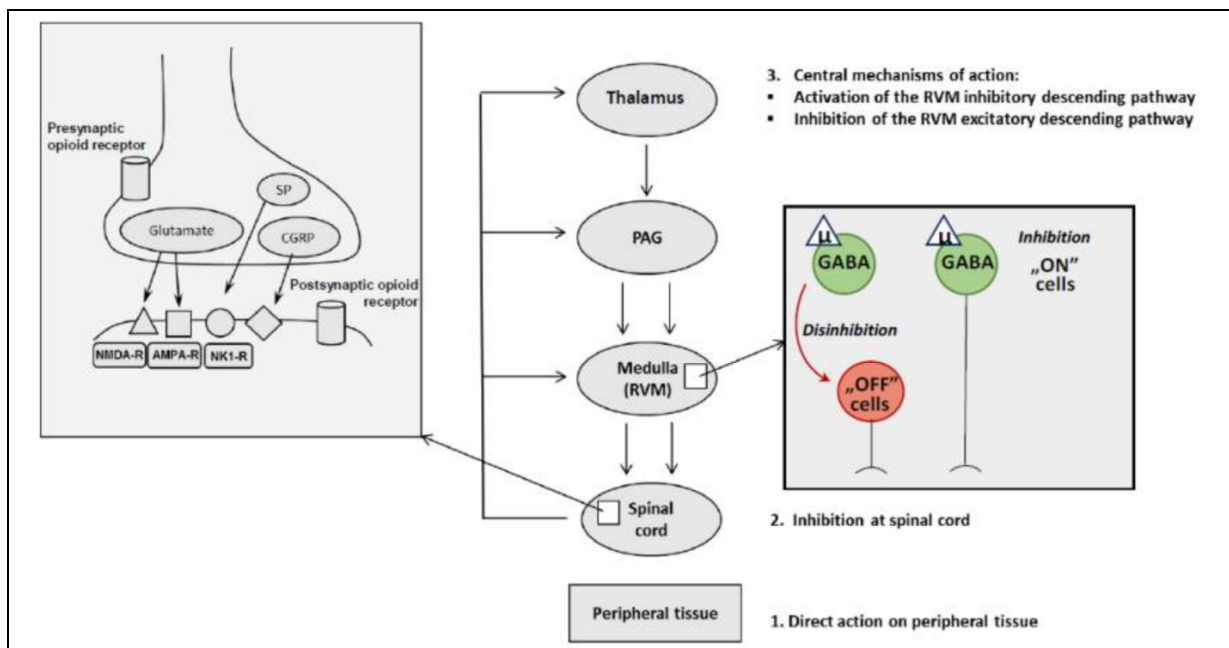 Presynaptic
opioid receptor
SP
Glutamate
CGRP
Postsynaptic opioid
receptor
NMDA-R
AMPA-R
NK1-R
Thalamus
PAG
Medulla
(RVM)
Spinal
cord
Peripheral tissue
3. Central mechanisms of action:
▪ Activation of the RVM inhibitory descending pathway
▪ Inhibition of the RVM excitatory descending pathway
μ
GABA
μ
GABA
Inhibition
„ON”
cells
Disinhibition
„OFF”
cells
2. Inhibition at spinal cord
1. Direct action on peripheral tissue